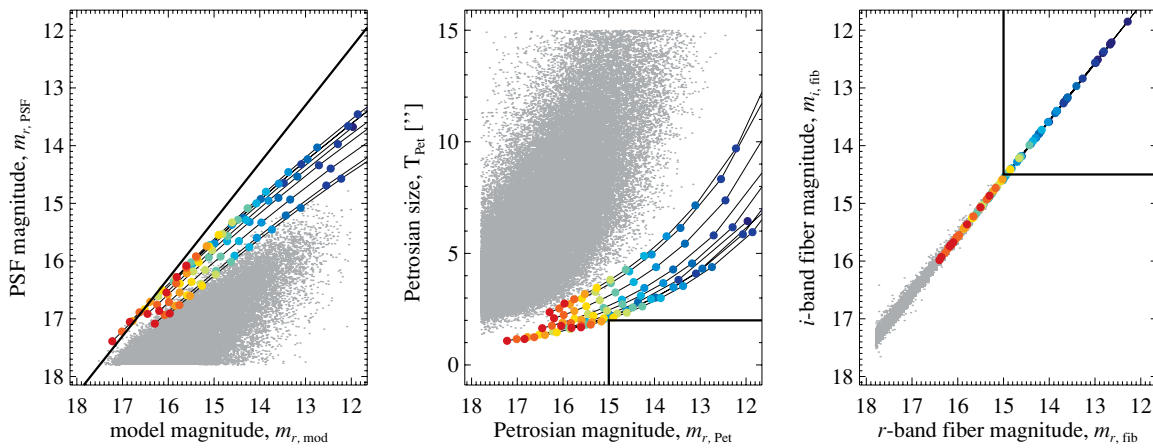 12
13
14
15
16
17
18
PSF magnitude, m_r, PSF
18 17 16 15 14 13 12
model magnitude, m_r, mod
15
10
5
0
Petrosian size, T_Pet ['']
18 17 16 15 14 13 12
Petrosian magnitude, m_r, Pet
12
13
14
15
16
17
18
i-band fiber magnitude, m_i, fib
18 17 16 15 14 13 12
r-band fiber magnitude, m_r, fib